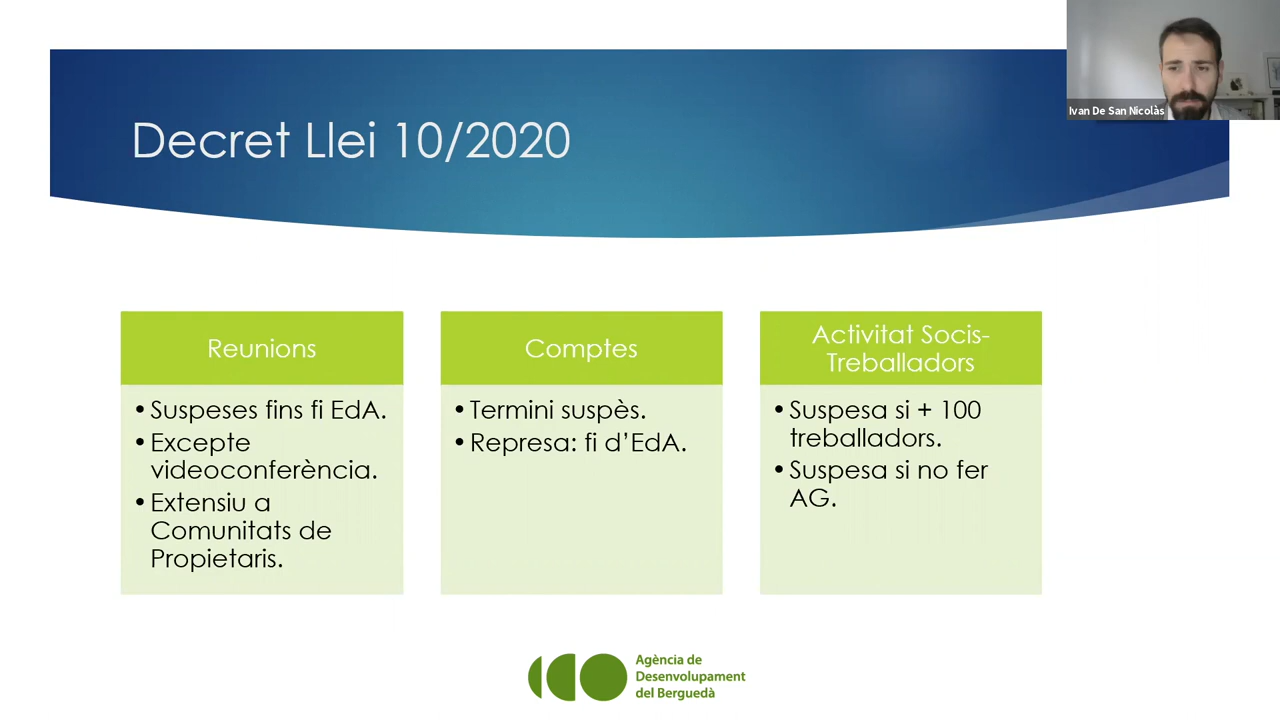 Ivan De San Nicolàs
Decret Llei 10/2020
Reunions
• Suspeses fins fi EdA.
• Excepte
videoconferència.
• Extensiu a
Comunitats de
Propietaris.
Comptes
• Termini suspès.
• Represa: fi d’EdA.
Activitat Socis-
Treballadors
• Suspesa si + 100
treballadors.
• Suspesa si no fer
AG.
Agència de
Desenvolupament
del Berguedà